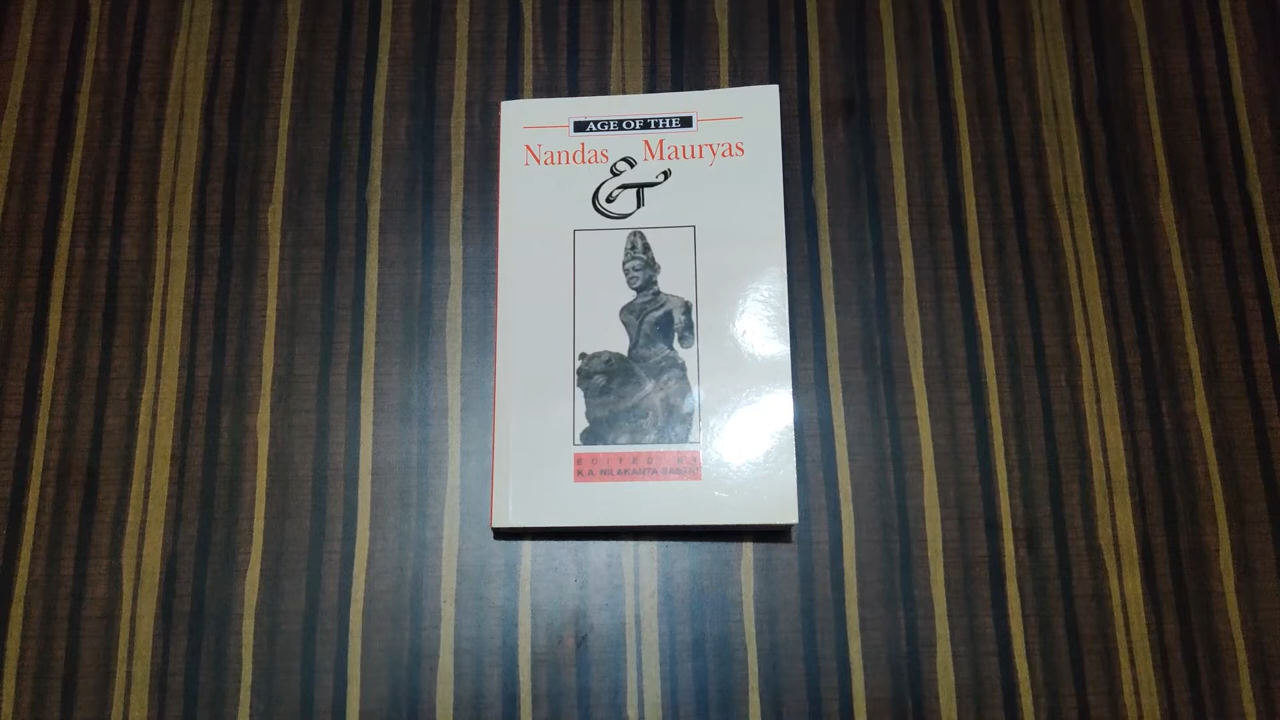 AGE OF THE
Nandas & Mauryas
EDITED BY
K.A. NILAKANTA SASTRI